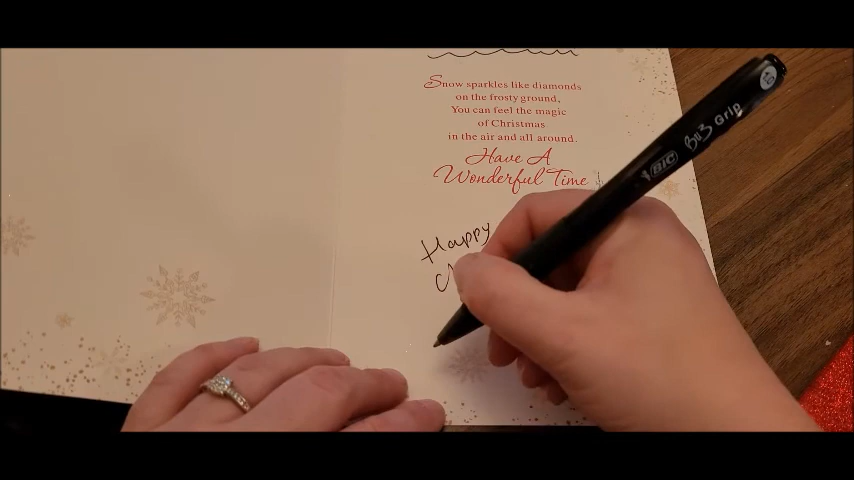 Snow sparkles like diamonds
on the frosty ground,
You can feel the magic
of Christmas
in the air and all around.
Have A
Wonderful Time
Happy
BIC
Grip